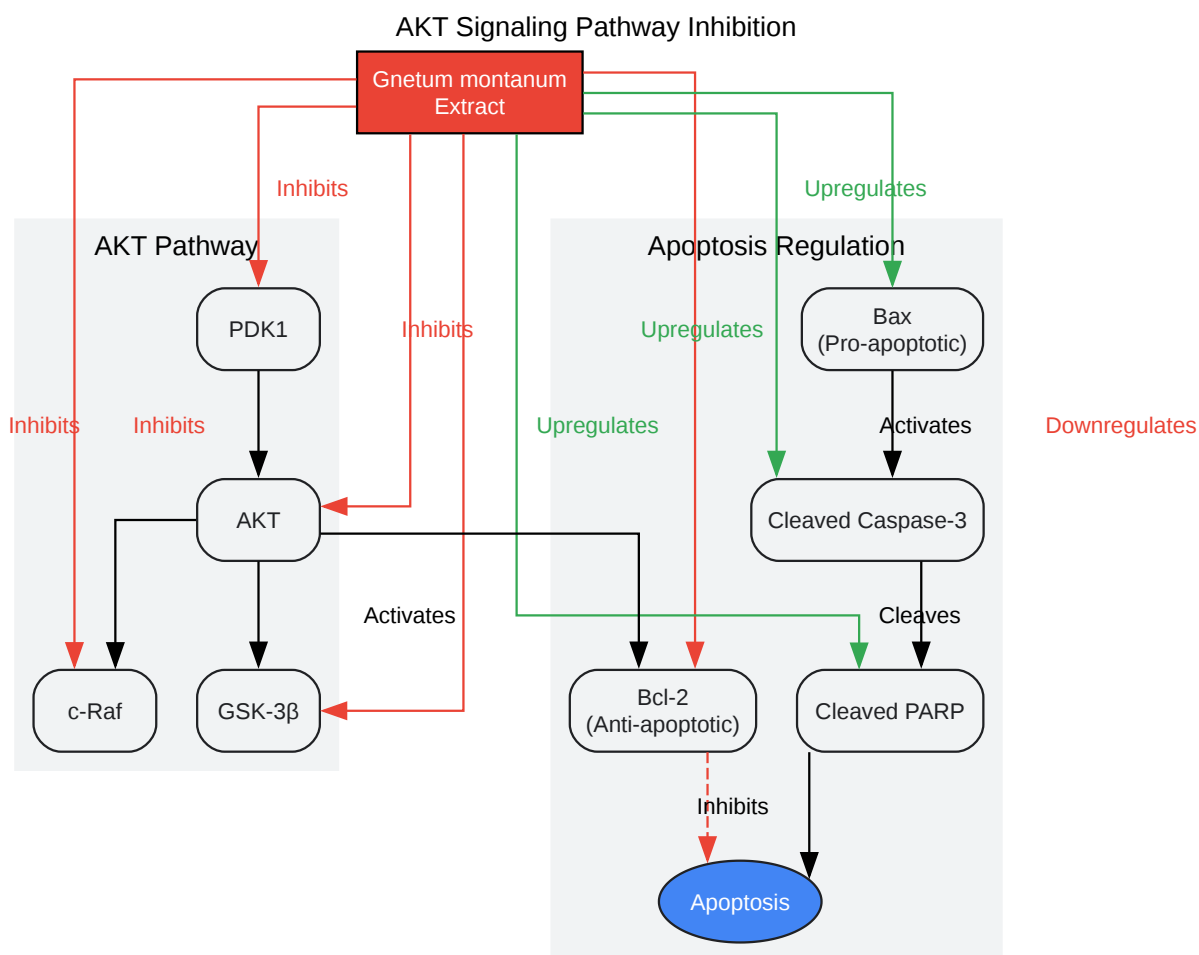 AKT Signaling Pathway Inhibition
Gnetum montanum
Extract
Inhibits
Upregulates
AKT Pathway
Apoptosis Regulation
PDK1
Inhibits
Upregulates
Bax
(Pro-apoptotic)
Inhibits
Inhibits
Upregulates
Activates
Downregulates
AKT
Cleaved Caspase-3
Activates
Cleaves
c-Raf
GSK-3β
Bcl-2
(Anti-apoptotic)
Cleaved PARP
Inhibits
Apoptosis